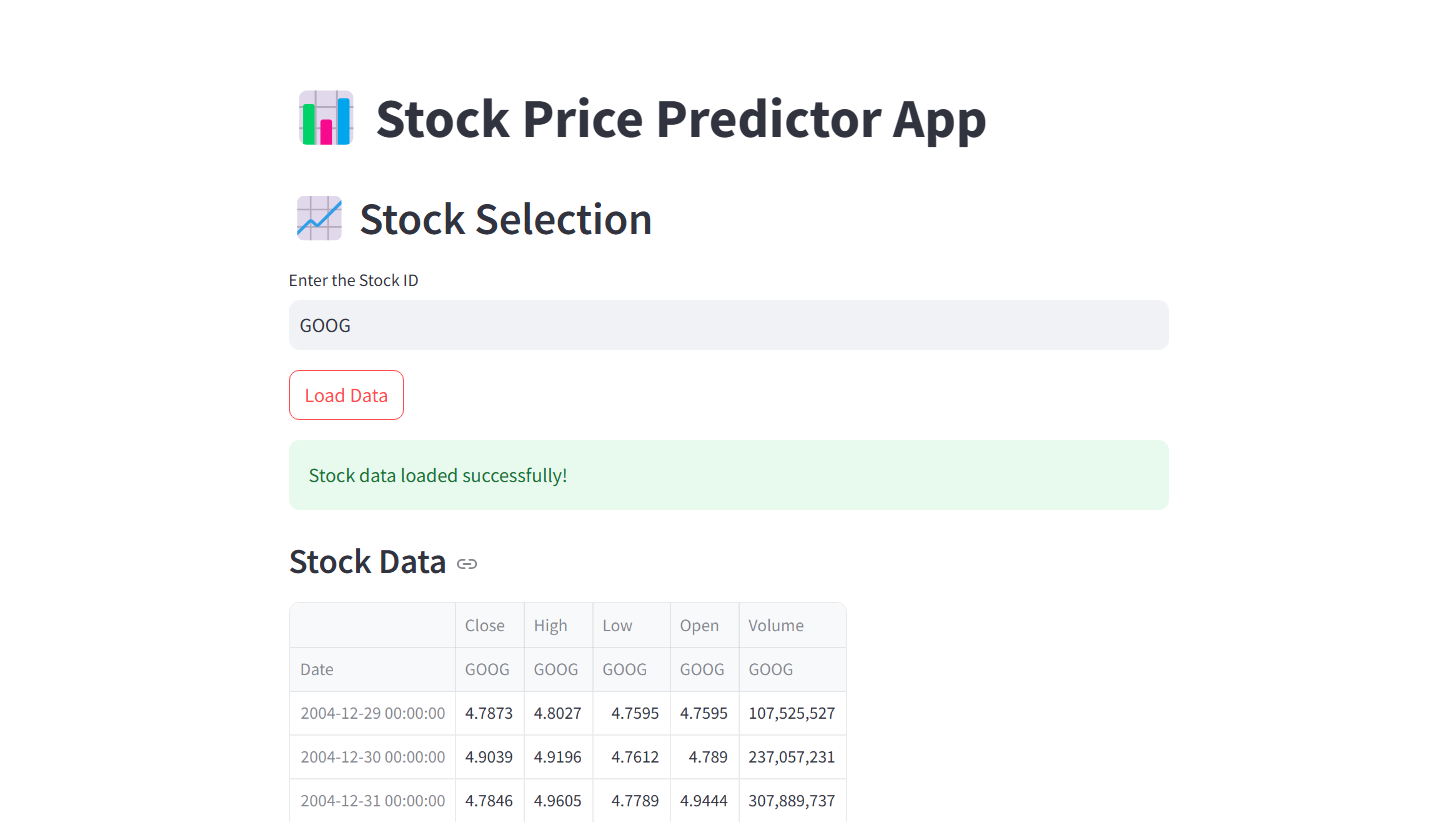 Stock Price Predictor App
Stock Selection
Enter the Stock ID
GOOG
Load Data
Stock data loaded successfully!
Stock Data
Close High Low Open Volume
Date GOOG GOOG GOOG GOOG GOOG
2004-12-29 00:00:00 4.7873 4.8027 4.7595 4.7595 107,525,527
2004-12-30 00:00:00 4.9039 4.9196 4.7612 4.789 237,057,231
2004-12-31 00:00:00 4.7846 4.9605 4.7789 4.9444 307,889,737